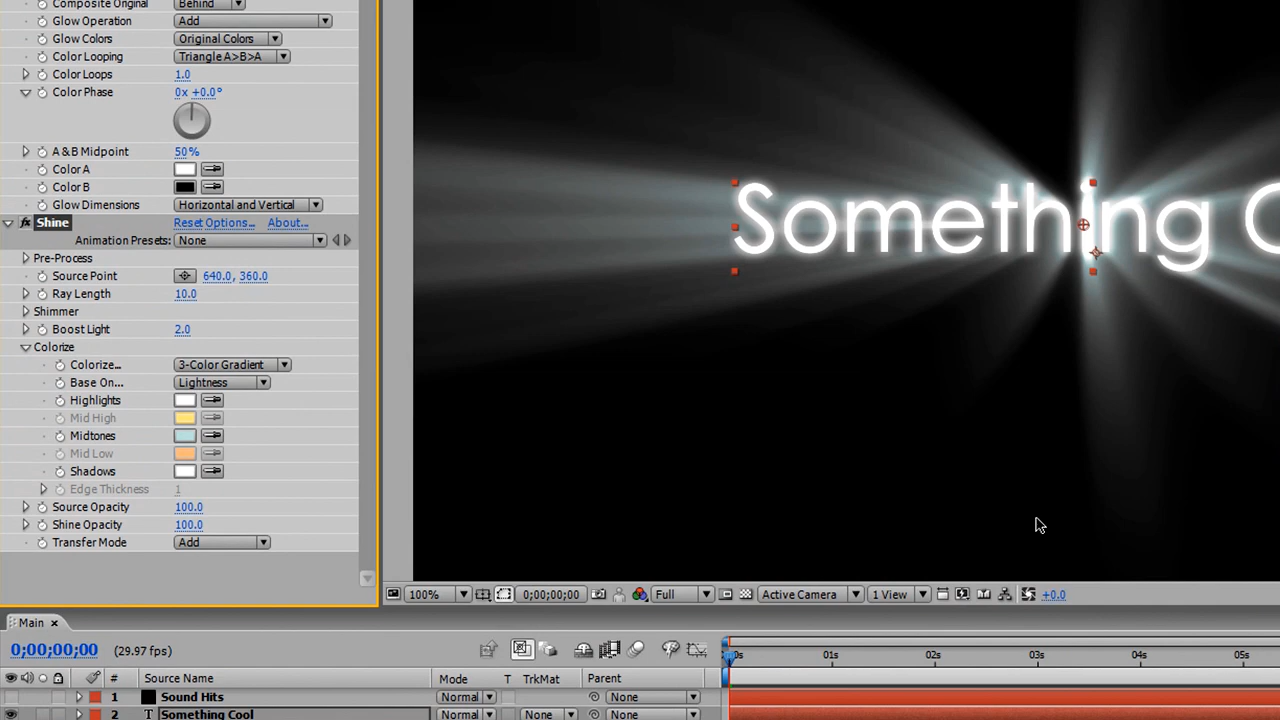 Composite Original Behind
Glow Operation Add
Glow Colors Original Colors
Color Looping Triangle A>B>A
Color Loops 1.0
Color Phase 0x +0.0°
A & B Midpoint 50%
Color A
Color B
Glow Dimensions Horizontal and Vertical
fx Shine Reset Options... About...
Animation Presets: None
Pre-Process
Source Point 640.0, 360.0
Ray Length 10.0
Shimmer
Boost Light 2.0
Colorize
Colorize... 3-Color Gradient
Base On... Lightness
Highlights
Mid High
Midtones
Mid Low
Shadows
Edge Thickness 1
Source Opacity 100.0
Shine Opacity 100.0
Transfer Mode Add
Something C
100% 0;00;00;00 Full Active Camera 1 View +0.0
Main ×
0;00;00;00 (29.97 fps)
0s 01s 02s 03s 04s 05s
# Source Name Mode T TrkMat Parent
1 Sound Hits Normal None
2 T Something Cool Normal None None